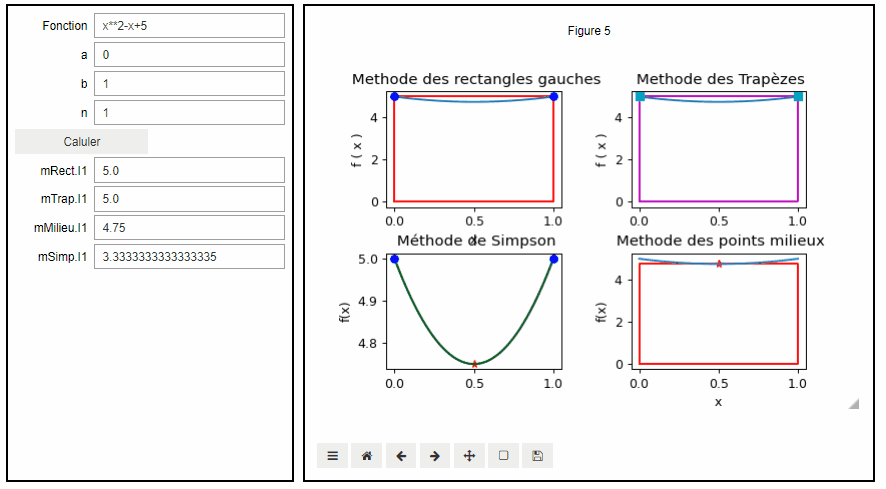 Fonction x**2-x+5
a 0
b 1
n 1
Caluler
mRect.I1 5.0
mTrap.I1 5.0
mMilieu.I1 4.75
mSimp.I1 3.3333333333333335
Figure 5
Methode des rectangles gauches
f ( x )
4
2
0
0.0 0.5 1.0
x
Methode des Trapèzes
f ( x )
4
2
0
0.0 0.5 1.0
Méthode de Simpson
f(x)
5.0
4.9
4.8
0.0 0.5 1.0
Methode des points milieux
f(x)
4
2
0
0.0 0.5 1.0
x